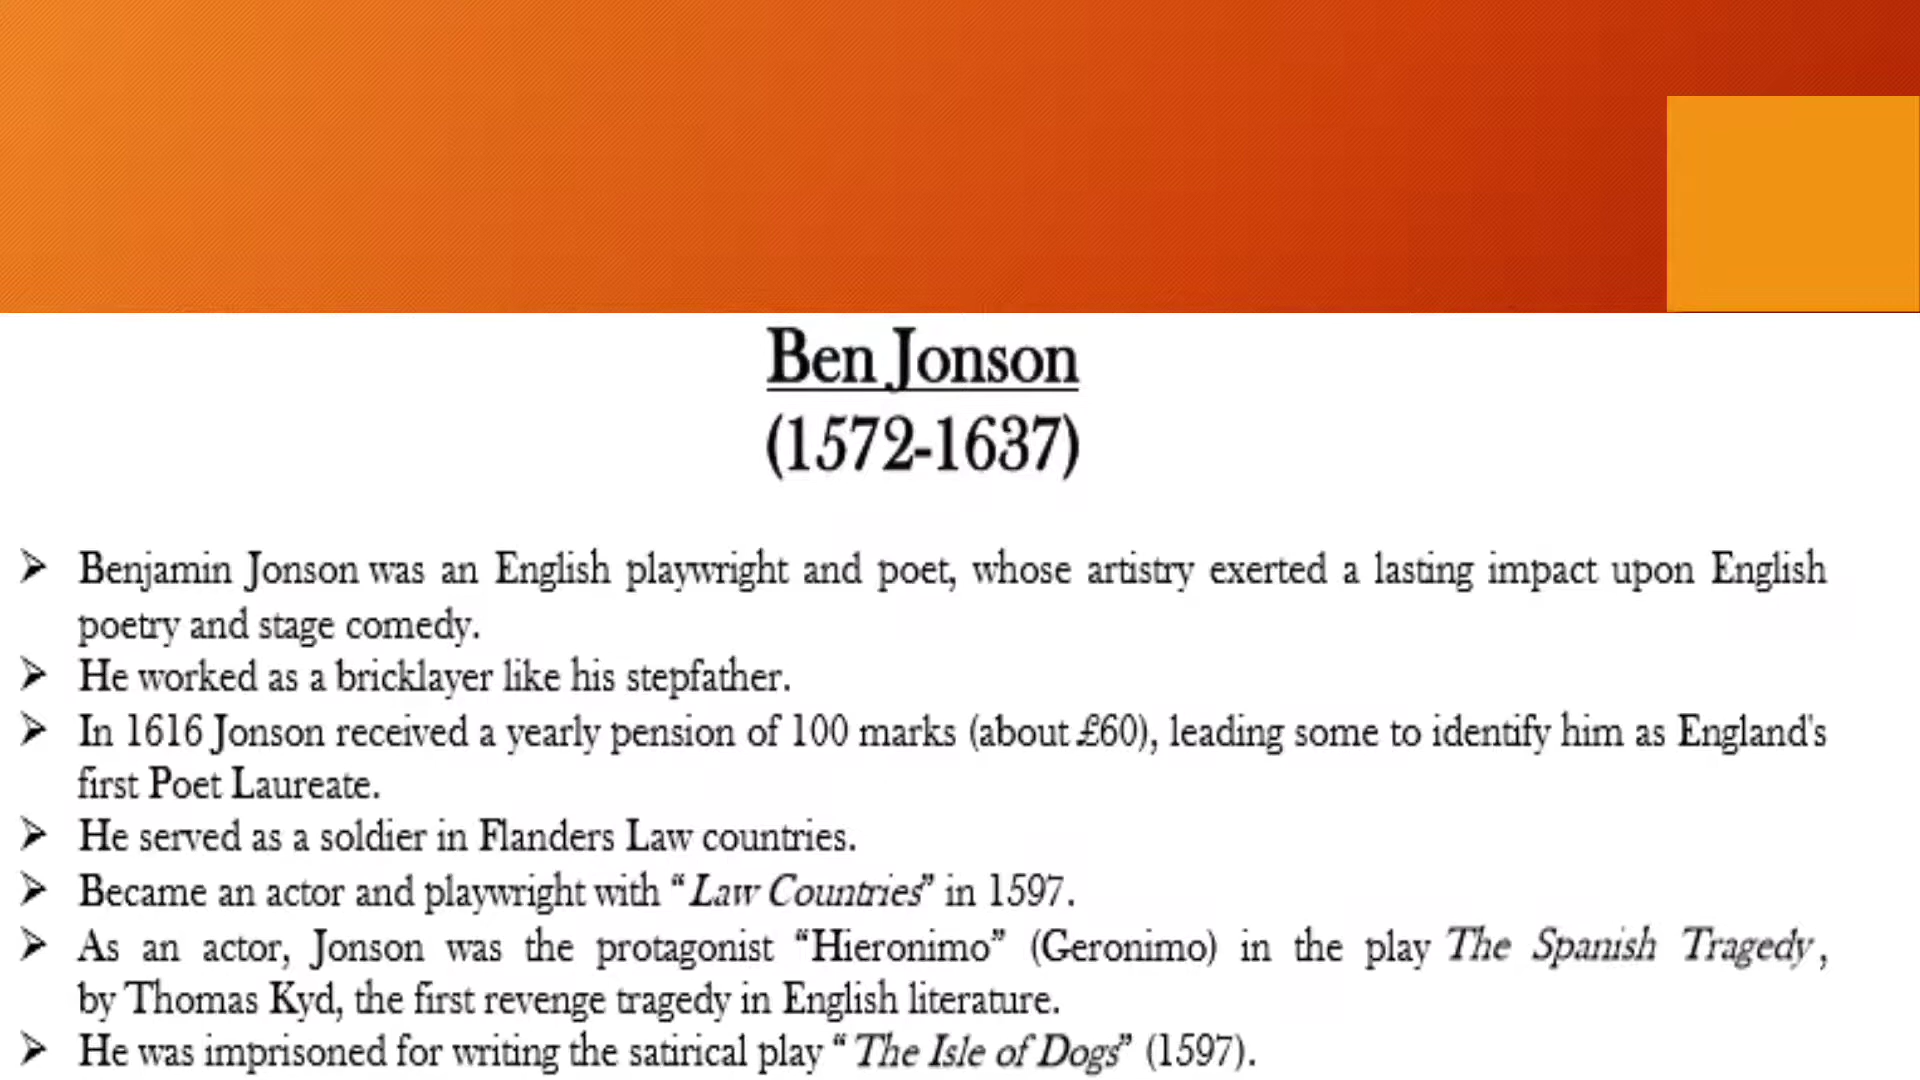 Ben Jonson
(1572-1637)
➤ Benjamin Jonson was an English playwright and poet, whose artistry exerted a lasting impact upon English
poetry and stage comedy.
➤ He worked as a bricklayer like his stepfather.
➤ In 1616 Jonson received a yearly pension of 100 marks (about £60), leading some to identify him as England's
first Poet Laureate.
➤ He served as a soldier in Flanders Law countries.
➤ Became an actor and playwright with “Law Countries” in 1597.
➤ As an actor, Jonson was the protagonist “Hieronimo” (Geronimo) in the play The Spanish Tragedy,
by Thomas Kyd, the first revenge tragedy in English literature.
➤ He was imprisoned for writing the satirical play “The Isle of Dogs” (1597).